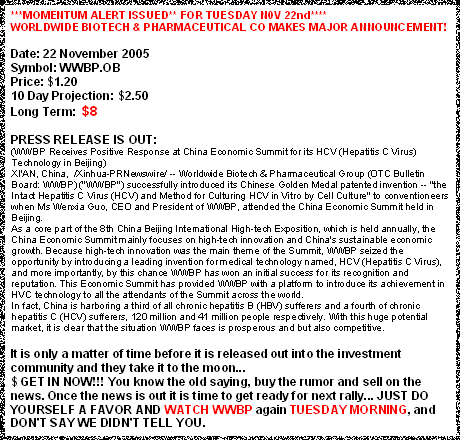 ***MOMENTUM ALERT ISSUED** FOR TUESDAY N0V 22nd****
WORLDWIDE BIOTECH & PHARMACEUTICAL CO MAKES MAJOR ANNOUNCEMENT!
Date: 22 November 2005
Symbol: WWBP.OB
Price: $1.20
10 Day Projection: $2.50
Long Term: $8
PRESS RELEASE IS OUT:
(WWBP Receives Positive Response at China Economic Summit for its HCV (Hepatitis C Virus)
Technology in Beijing)
XI'AN, China, /Xinhua-PRNewswire/ -- Worldwide Biotech & Pharmaceutical Group (OTC Bulletin
Board: WWBP)("WWBP") successfully introduced its Chinese Golden Medal patented invention -- "the
Intact Hepatitis C Virus (HCV) and Method for Culturing HCV in Vitro by Cell Culture" to conventioneers
when Ms Wenxia Guo, CEO and President of WWBP, attended the China Economic Summit held in
Beijing.
As a core part of the 8th China Beijing International High-tech Exposition, which is held annually, the
China Economic Summit mainly focuses on high-tech innovation and China's sustainable economic
growth. Because high-tech innovation was the main theme of the Summit, WWBP seized the
opportunity by introducing a leading invention for medical technology named, HCV (Hepatitis C Virus),
and more importantly, by this chance WWBP has won an initial success for its recognition and
reputation. This Economic Summit has provided WWBP with a platform to introduce its achievement in
HVC technology to all the attendants of the Summit across the world.
In fact, China is harboring a third of all chronic hepatitis B (HBV) sufferers and a fourth of chronic
hepatitis C (HCV) sufferers, 120 million and 41 million people respectively. With this huge potential
market, it is clear that the situation WWBP faces is prosperous and but also competitive.
It is only a matter of time before it is released out into the investment
community and they take it to the moon...
$ GET IN NOW!!! You know the old saying, buy the rumor and sell on the
news. Once the news is out it is time to get ready for next rally... JUST DO
YOURSELF A FAVOR AND WATCH WWBP again TUESDAY MORNING, and
DON'T SAY WE DIDN'T TELL YOU.